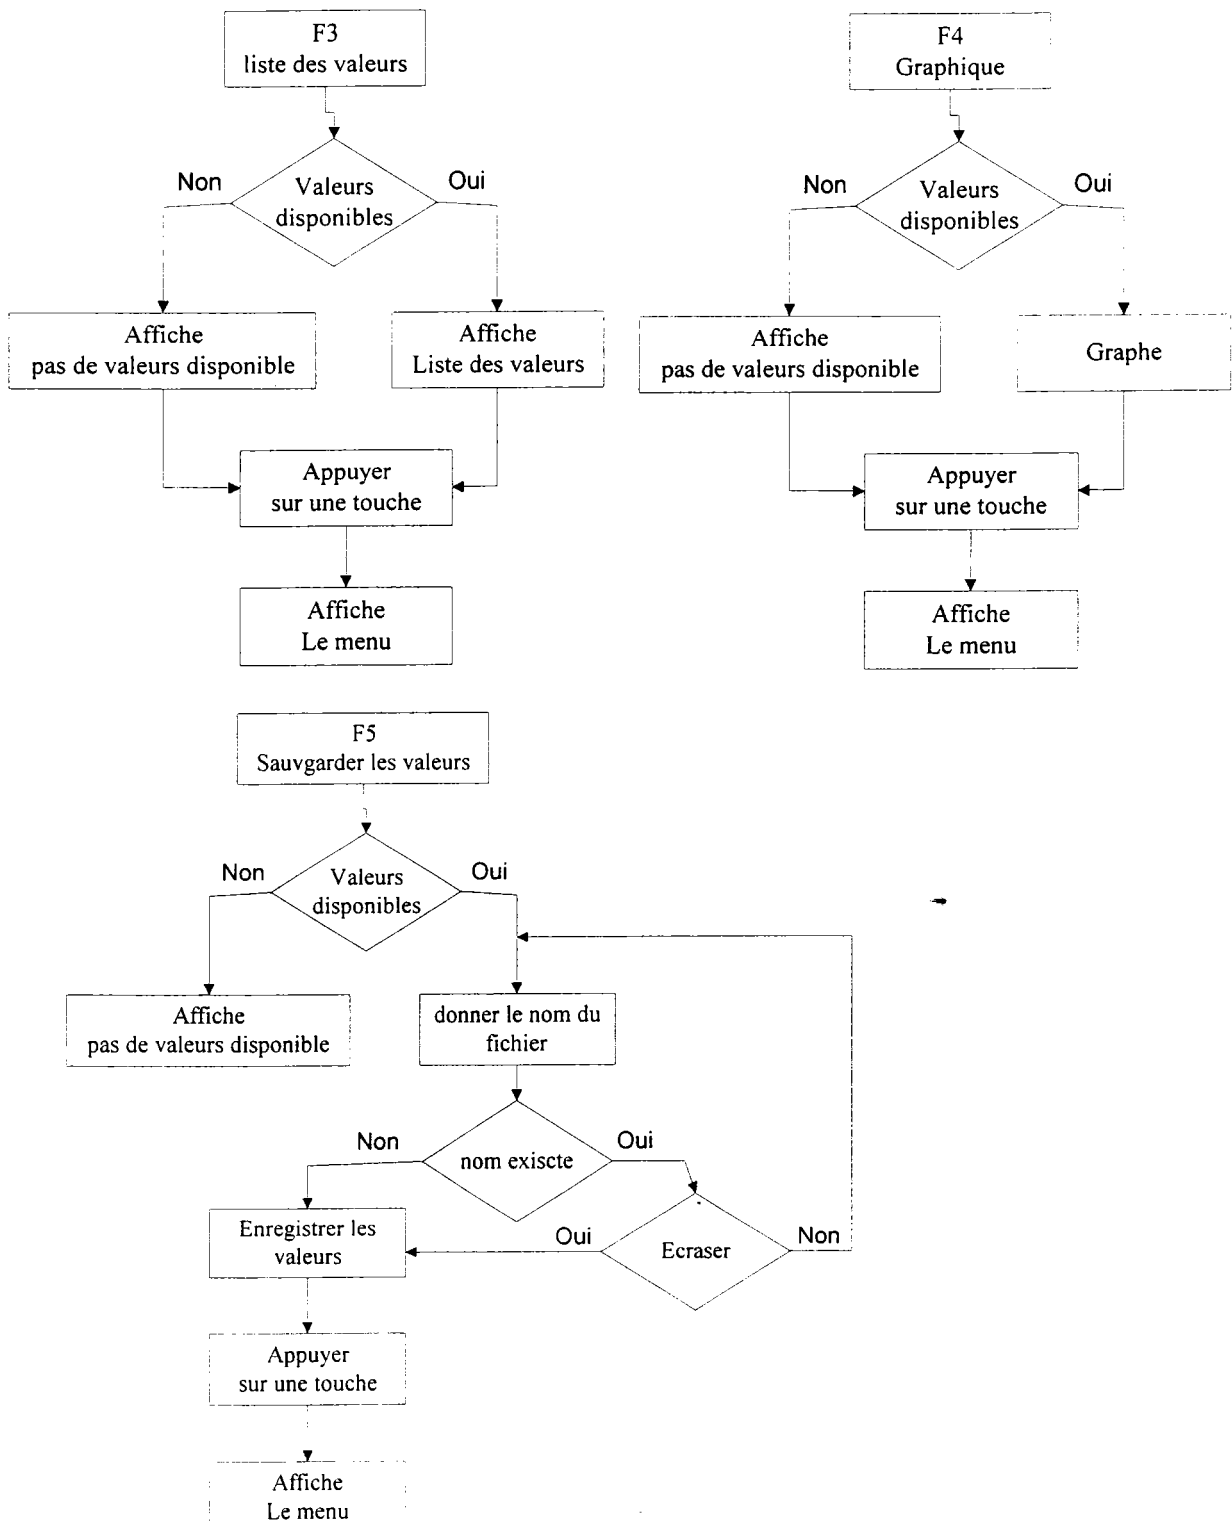 F3
liste des valeurs
Non
Valeurs
disponibles
Oui
Affiche
pas de valeurs disponible
Affiche
Liste des valeurs
Appuyer
sur une touche
Affiche
Le menu
F4
Graphique
Non
Valeurs
disponibles
Oui
Affiche
pas de valeurs disponible
Graphe
Appuyer
sur une touche
Affiche
Le menu
F5
Sauvgarder les valeurs
Non
Valeurs
disponibles
Oui
Affiche
pas de valeurs disponible
donner le nom du
fichier
Non
nom existce
Oui
Enregistrer les
valeurs
Oui
Ecraser
Non
Appuyer
sur une touche
Affiche
Le menu